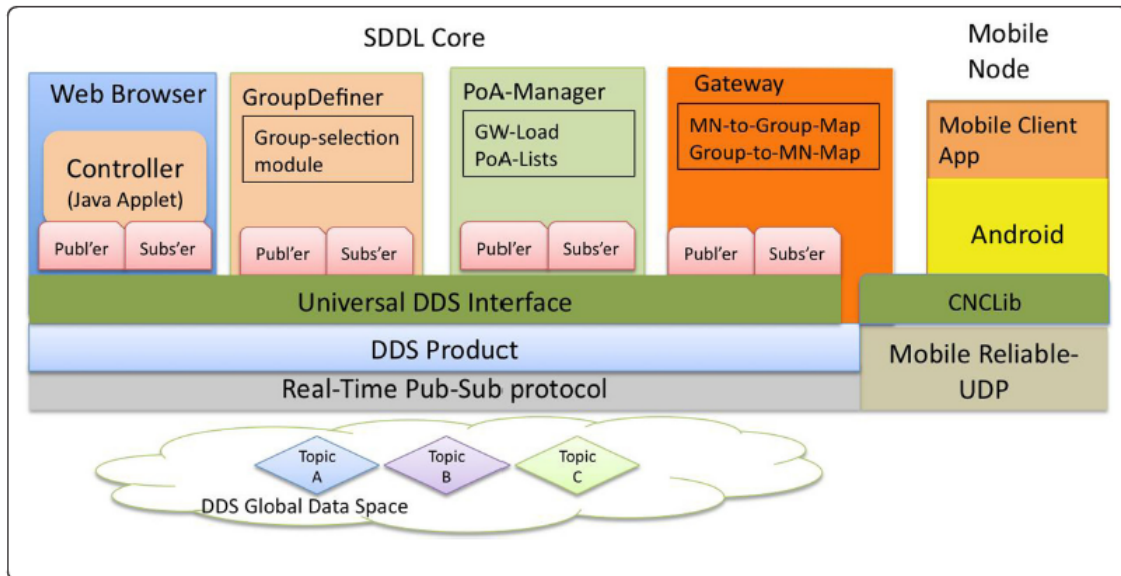 SDDL Core
Mobile
Node
Web Browser
Controller
(Java Applet)
Publ'er
Subs'er
GroupDefiner
Group-selection
module
Publ'er
Subs'er
PoA-Manager
GW-Load
PoA-Lists
Publ'er
Subs'er
Gateway
MN-to-Group-Map
Group-to-MN-Map
Publ'er
Subs'er
Mobile Client
App
Android
Universal DDS Interface
CNCLib
DDS Product
Mobile Reliable-
UDP
Real-Time Pub-Sub protocol
Topic
A
Topic
B
Topic
C
DDS Global Data Space